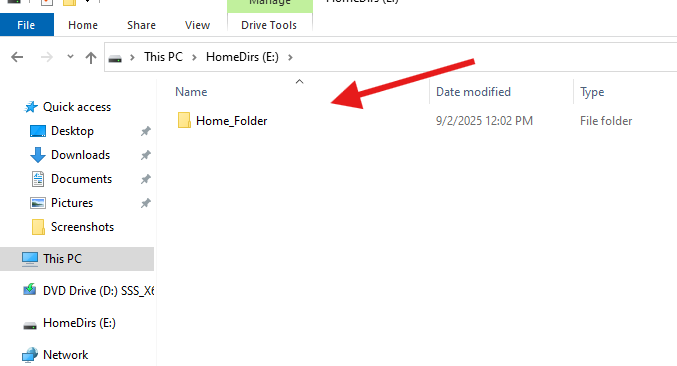 Manage
HomeDirs (E:)
File
Home
Share
View
Drive Tools
This PC
HomeDirs (E:)
Name
Date modified
Type
Quick access
Home_Folder
9/2/2025 12:02 PM
File folder
Desktop
Downloads
Documents
Pictures
Screenshots
This PC
DVD Drive (D:) SSS_X6
HomeDirs (E:)
Network